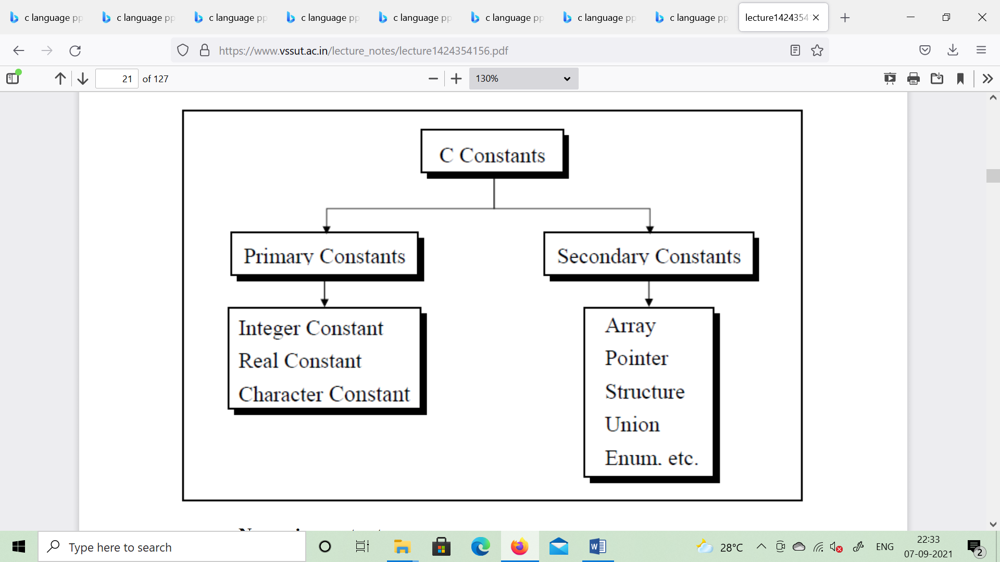 c language pp c language pp c language pp c language pp c language pp c language pp c language pp c language pp lecture1424354
https://www.vssut.ac.in/lecture_notes/lecture1424354156.pdf
21 of 127 130%
C Constants
Primary Constants Secondary Constants
Integer Constant
Real Constant
Character Constant
Array
Pointer
Structure
Union
Enum. etc.
Type here to search
28°C ENG 22:33
07-09-2021 2